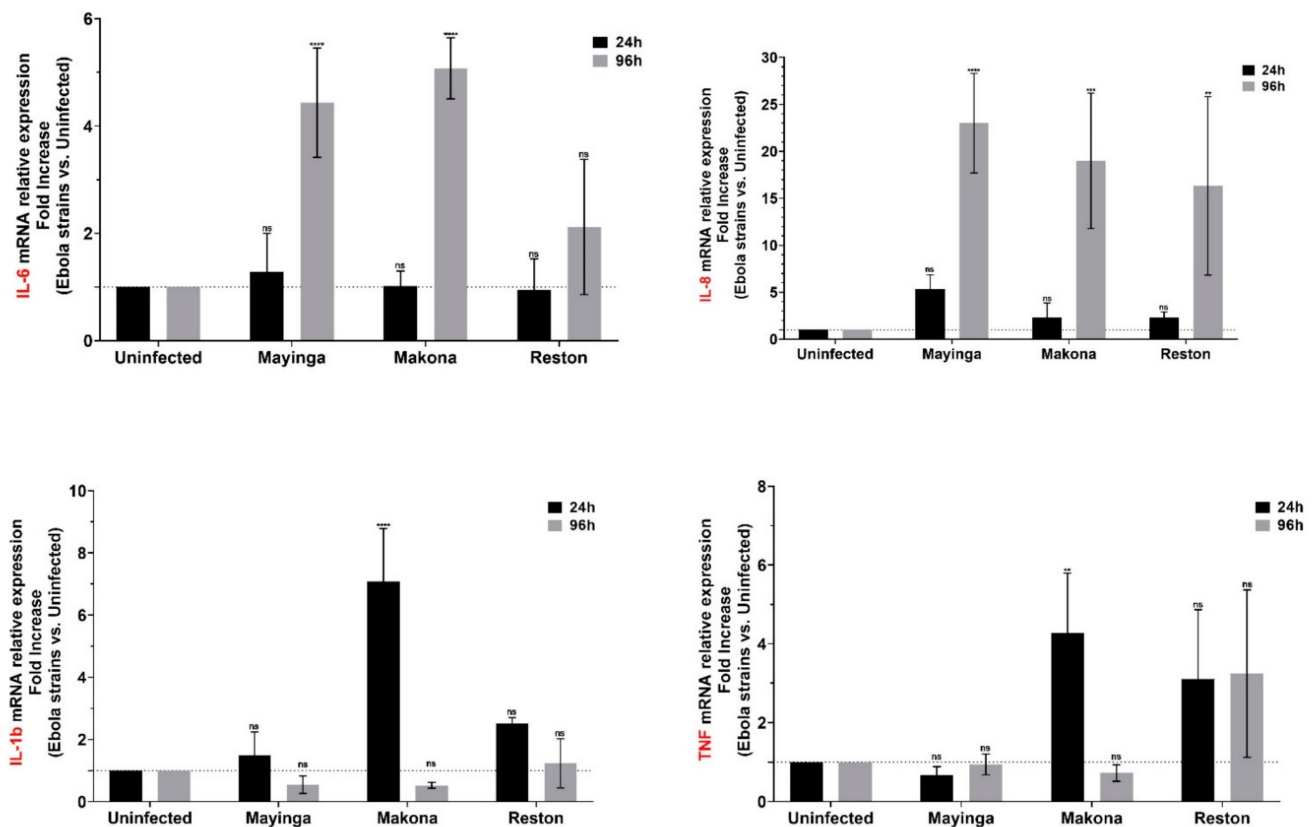 IL-6 mRNA relative expression
Fold Increase
(Ebola strains vs. Uninfected)
6
4
2
0
24h
96h
ns
****
ns
****
ns
ns
Uninfected
Mayinga
Makona
Reston
IL-8 mRNA relative expression
Fold Increase
(Ebola strains vs. Uninfected)
30
25
20
15
10
5
0
24h
96h
ns
****
ns
***
ns
**
Uninfected
Mayinga
Makona
Reston
IL-1b mRNA relative expression
Fold Increase
(Ebola strains vs. Uninfected)
10
8
6
4
2
0
24h
96h
ns
ns
****
ns
ns
ns
Uninfected
Mayinga
Makona
Reston
TNF mRNA relative expression
Fold Increase
(Ebola strains vs. Uninfected)
8
6
4
2
0
24h
96h
ns
ns
**
ns
ns
ns
Uninfected
Mayinga
Makona
Reston